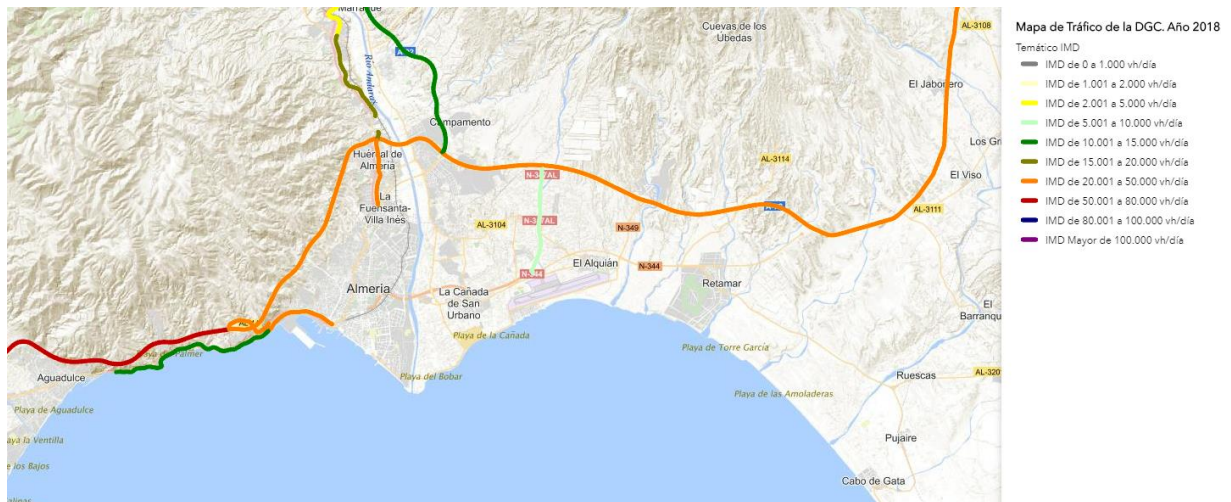 Mapa de Tráfico de la DGC. Año 2018
Temático IMD
IMD de 0 a 1.000 vh/día
IMD de 1.001 a 2.000 vh/día
IMD de 2.001 a 5.000 vh/día
IMD de 5.001 a 10.000 vh/día
IMD de 10.001 a 15.000 vh/día
IMD de 15.001 a 20.000 vh/día
IMD de 20.001 a 50.000 vh/día
IMD de 50.001 a 80.000 vh/día
IMD de 80.001 a 100.000 vh/día
IMD Mayor de 100.000 vh/día
Cuevas de los
Úbedas
AL-3108
El Jabonero
Río Andarax
Campamento
Huércal de
Almería
AL-3114
Los
El Viso
N-347AL
La
Fuensanta-
Villa Inés
N-347AL
AL-3104
N-349
AL-3111
El Alquián
N-344
N-344
Retamar
Almería
La Cañada
de San
Urbano
El
Playa de la Cañada
Playa del Palmer
Playa de Torre García
Aguadulce
Playa del Bobar
Ruescas
Playa de las Amoladeras
Playa de Aguadulce
Pujaire
la Ventilla
los Bajos
Cabo de Gata